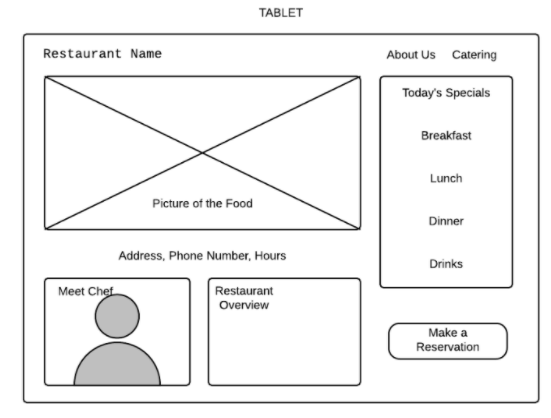 TABLET
Restaurant Name
About Us Catering
Picture of the Food
Today's Specials
Breakfast
Lunch
Dinner
Drinks
Address, Phone Number, Hours
Meet Chef
Restaurant
Overview
Make a
Reservation